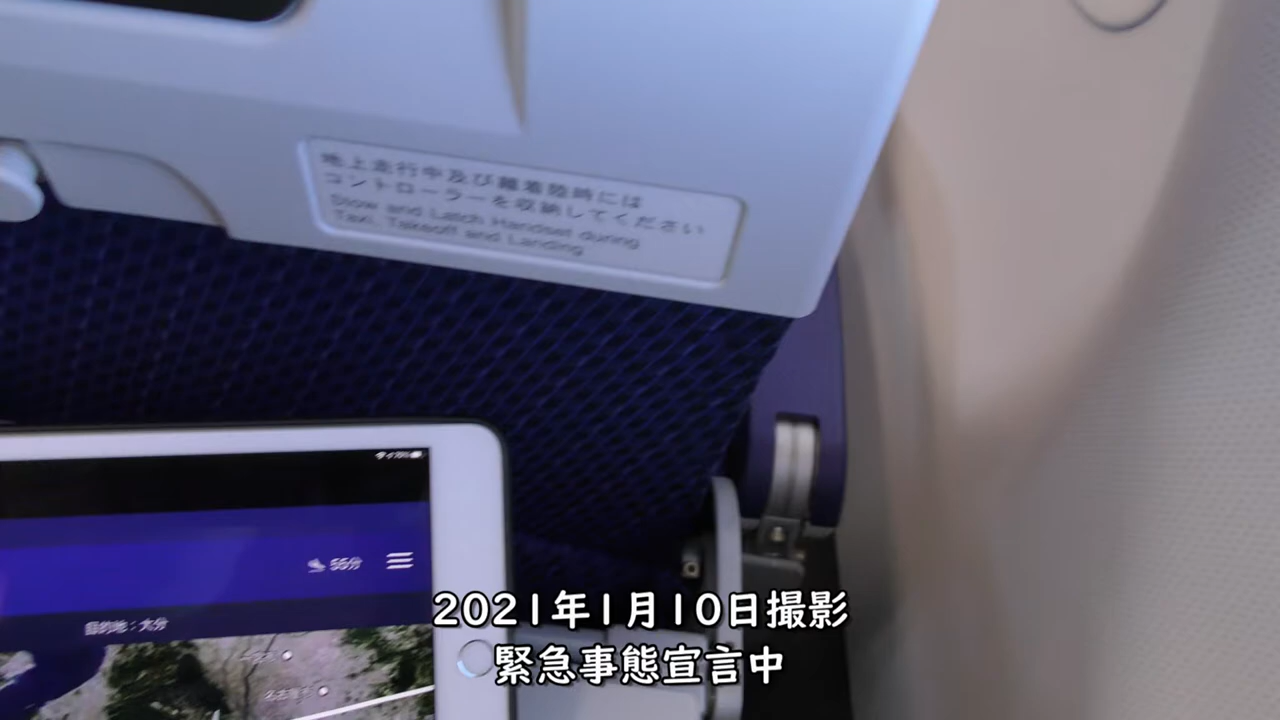 地上走行中及び離着陸時には
コントローラーを収納してください
Stow and Latch Handset during
Taxi, Takeoff and Landing
55分
目的地：大分
2021年1月10日撮影
緊急事態宣言中